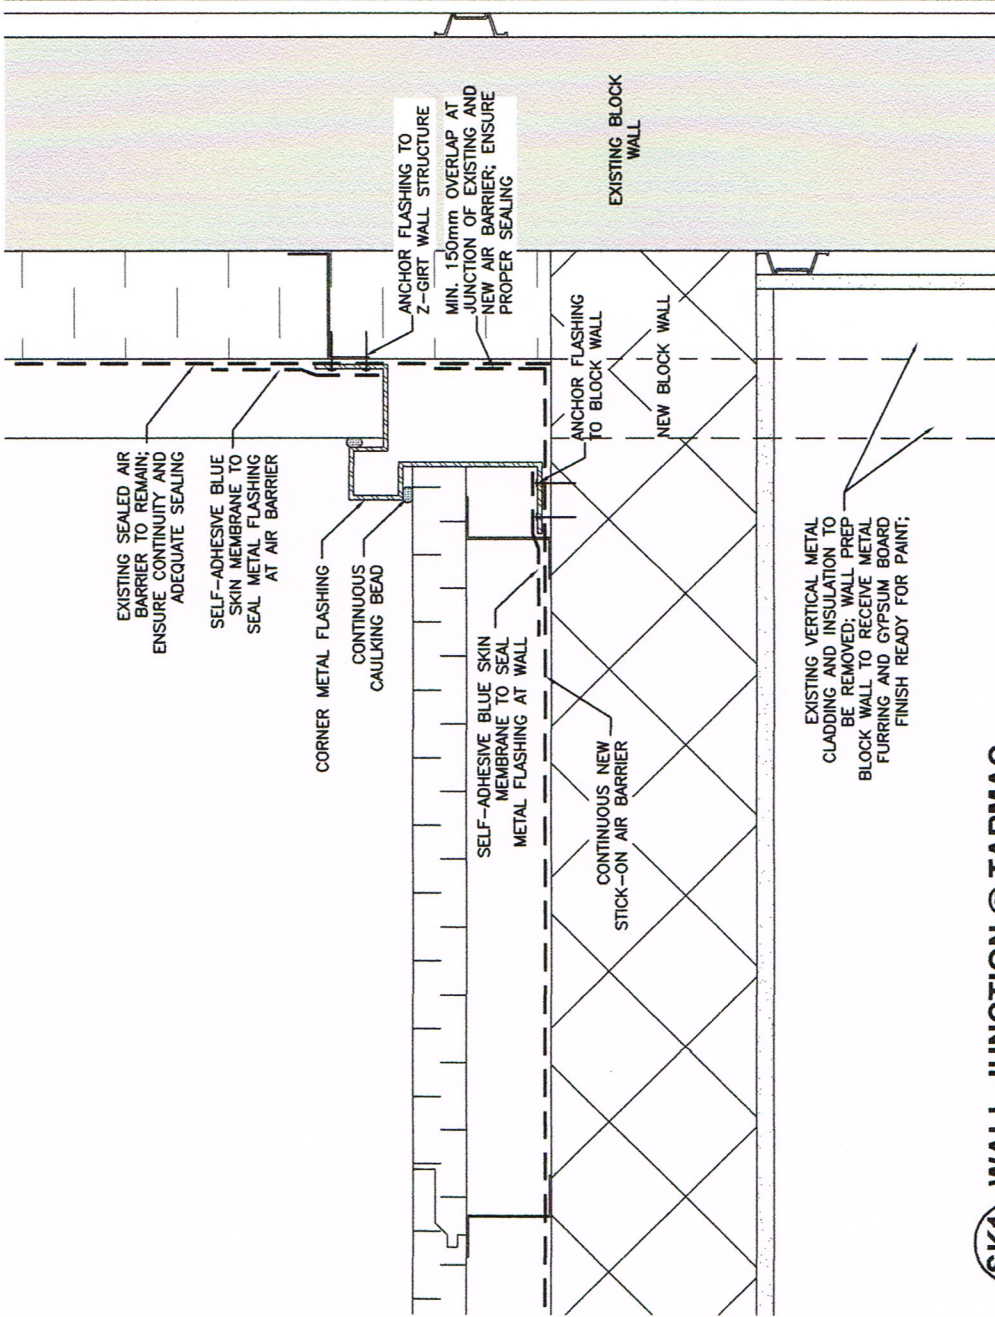 EXISTING SEALED AIR
BARRIER TO REMAIN;
ENSURE CONTINUITY AND
ADEQUATE SEALING
SELF-ADHESIVE BLUE
SKIN MEMBRANE TO
SEAL METAL FLASHING
AT AIR BARRIER
CORNER METAL FLASHING
CONTINUOUS
CAULKING BEAD
ANCHOR FLASHING TO
Z-GIRT WALL STRUCTURE
MIN. 150mm OVERLAP AT
JUNCTION OF EXISTING AND
NEW AIR BARRIER; ENSURE
PROPER SEALING
EXISTING BLOCK
WALL
SELF-ADHESIVE BLUE SKIN
MEMBRANE TO SEAL
METAL FLASHING AT WALL
ANCHOR FLASHING
TO BLOCK WALL
NEW BLOCK WALL
CONTINUOUS NEW
STICK-ON AIR BARRIER
EXISTING VERTICAL METAL
CLADDING AND INSULATION TO
BE REMOVED; WALL PREP
BLOCK WALL TO RECEIVE METAL
FURRING AND GYPSUM BOARD
FINISH READY FOR PAINT;
SK1 WALL JUNCTION @ TARMAC